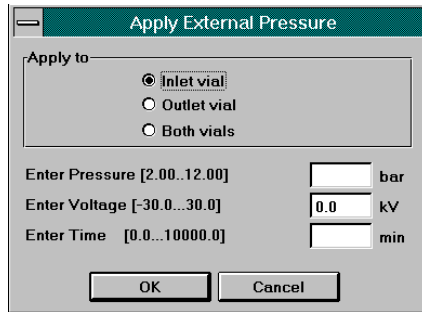 Apply External Pressure
Apply to
Inlet vial
Outlet vial
Both vials
Enter Pressure [2.00..12.00] bar
Enter Voltage [-30.0...30.0] 0.0 kV
Enter Time [0.0...10000.0] min
OK Cancel